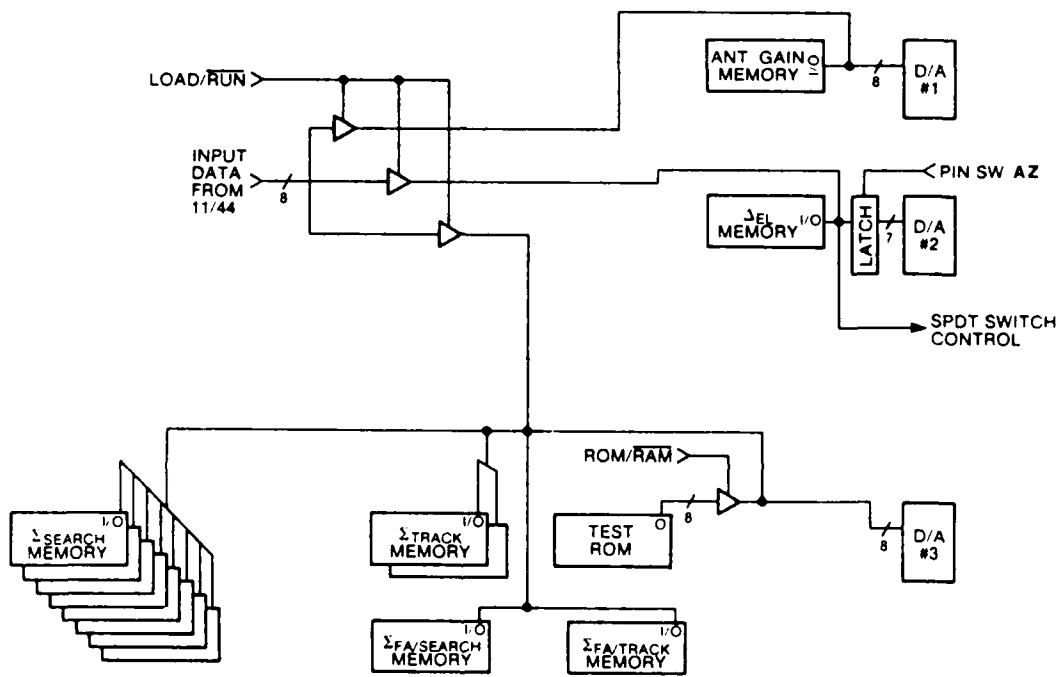 LOAD/RUN
INPUT
DATA
FROM
11/44
8
ANT GAIN
MEMORY
I/O
8
D/A
#1
PIN SW AZ
ΔEL
MEMORY
I/O
LATCH
7
D/A
#2
SPDT SWITCH
CONTROL
ROM/RAM
I/O
ΣSEARCH
MEMORY
I/O
ΣTRACK
MEMORY
O
TEST
ROM
8
8
D/A
#3
I/O
ΣFA/SEARCH
MEMORY
I/O
ΣFA/TRACK
MEMORY